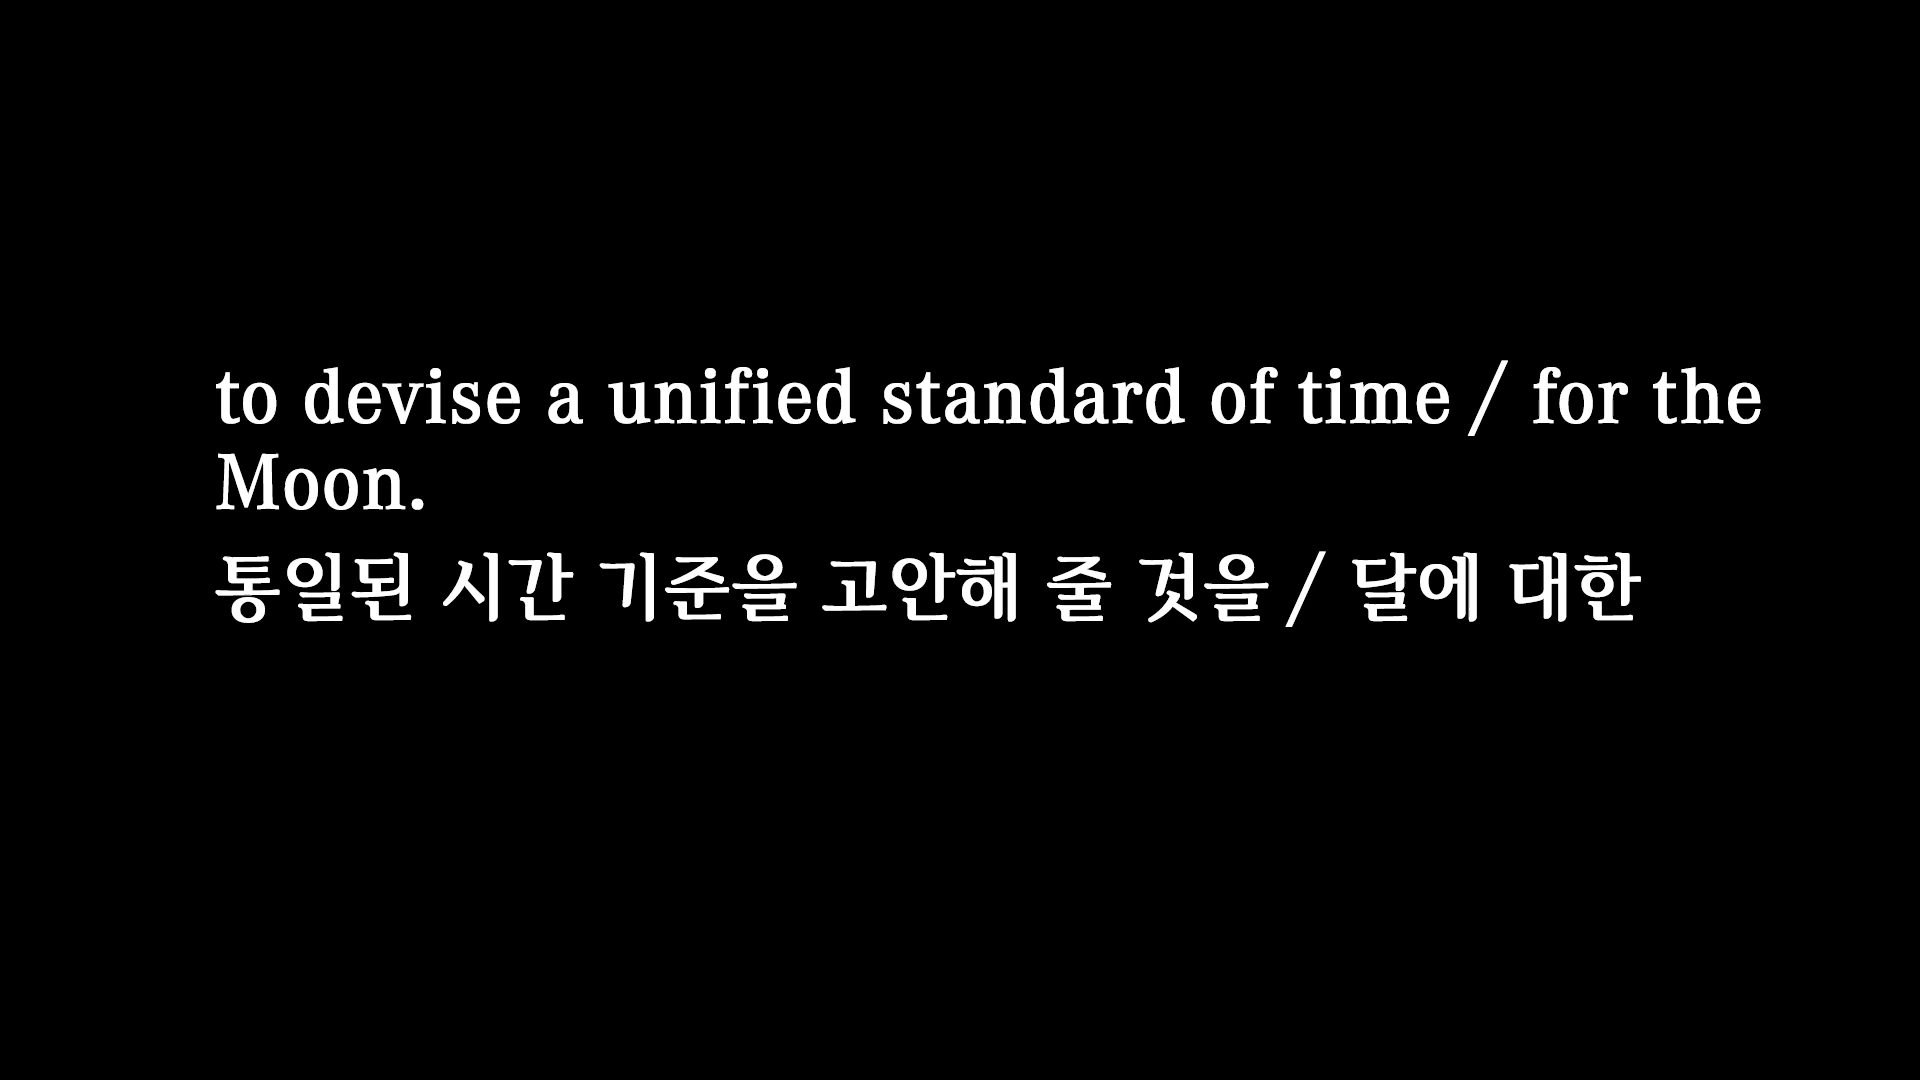 to devise a unified standard of time / for the
Moon.
통일된 시간 기준을 고안해 줄 것을 / 달에 대한